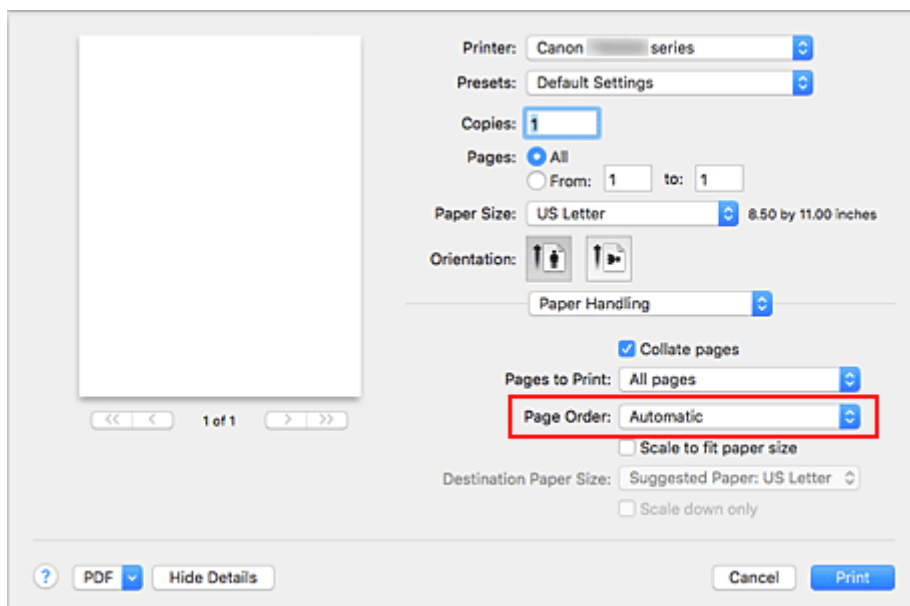 Printer: Canon series
Presets: Default Settings
Copies: 1
Pages: All
From: 1 to: 1
Paper Size: US Letter 8.50 by 11.00 inches
Orientation:
Paper Handling
Collate pages
Pages to Print: All pages
<< < 1 of 1 > >>
Page Order: Automatic
Scale to fit paper size
Destination Paper Size: Suggested Paper: US Letter
Scale down only
? PDF Hide Details Cancel Print